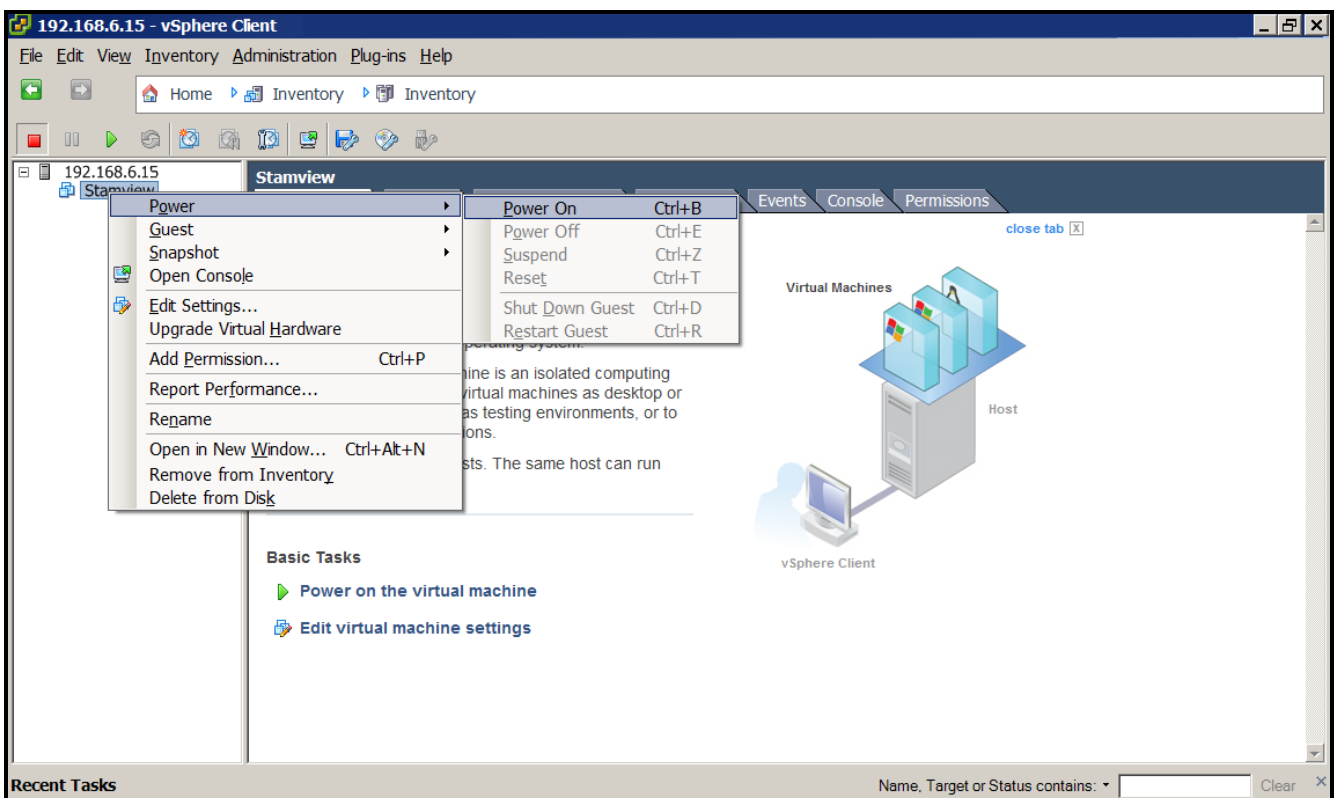 192.168.6.15 - vSphere Client
File Edit View Inventory Administration Plug-ins Help
Home Inventory Inventory
192.168.6.15
Stamview
Stamview
Events Console Permissions
close tab X
Power
Guest
Snapshot
Open Console
Edit Settings...
Upgrade Virtual Hardware
Add Permission... Ctrl+P
Report Performance...
Rename
Open in New Window... Ctrl+Alt+N
Remove from Inventory
Delete from Disk
Power On Ctrl+B
Power Off Ctrl+E
Suspend Ctrl+Z
Reset Ctrl+T
Shut Down Guest Ctrl+D
Restart Guest Ctrl+R
operating system.
is an isolated computing
virtual machines as desktop or
as testing environments, or to
The same host can run
Virtual Machines
Host
vSphere Client
Basic Tasks
Power on the virtual machine
Edit virtual machine settings
Recent Tasks
Name, Target or Status contains:
Clear